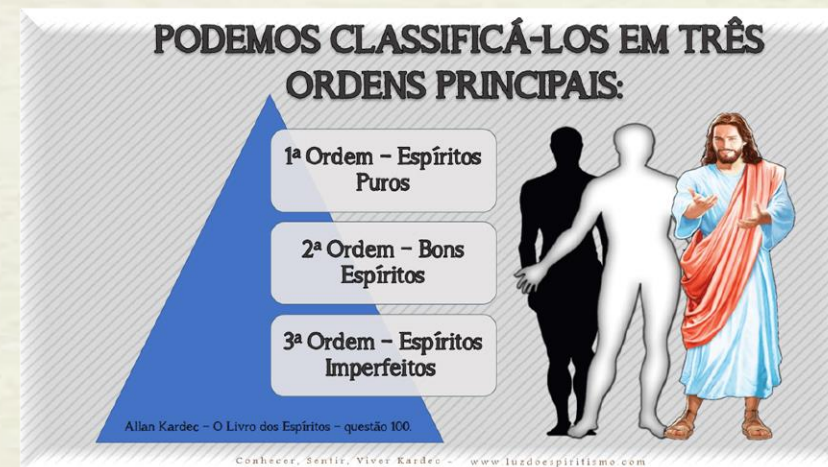 PODEMOS CLASSIFICÁ-LOS EM TRÊS
ORDENS PRINCIPAIS:
1ª Ordem – Espíritos
Puros
2ª Ordem – Bons
Espíritos
3ª Ordem – Espíritos
Imperfeitos
Allan Kardec – O Livro dos Espíritos – questão 100.
Conhecer, Sentir, Viver Kardec – www.luzdoespiritismo.com